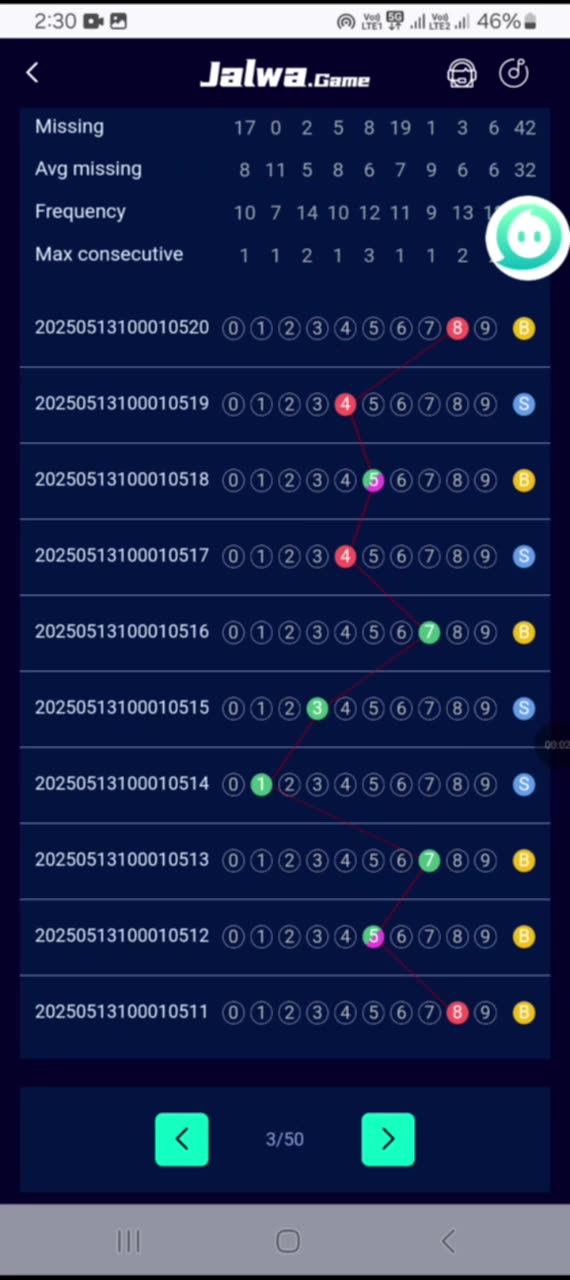 2:30 Vo)) LTE1 5G Vo)) LTE2 46%
Jalwa.Game
Missing 17 0 2 5 8 19 1 3 6 42
Avg missing 8 11 5 8 6 7 9 6 6 32
Frequency 10 7 14 10 12 11 9 13
Max consecutive 1 1 2 1 3 1 1 2
20250513100010520 0 1 2 3 4 5 6 7 8 9 B
20250513100010519 0 1 2 3 4 5 6 7 8 9 S
20250513100010518 0 1 2 3 4 5 6 7 8 9 B
20250513100010517 0 1 2 3 4 5 6 7 8 9 S
20250513100010516 0 1 2 3 4 5 6 7 8 9 B
20250513100010515 0 1 2 3 4 5 6 7 8 9 S
00:02
20250513100010514 0 1 2 3 4 5 6 7 8 9 S
20250513100010513 0 1 2 3 4 5 6 7 8 9 B
20250513100010512 0 1 2 3 4 5 6 7 8 9 B
20250513100010511 0 1 2 3 4 5 6 7 8 9 B
3/50